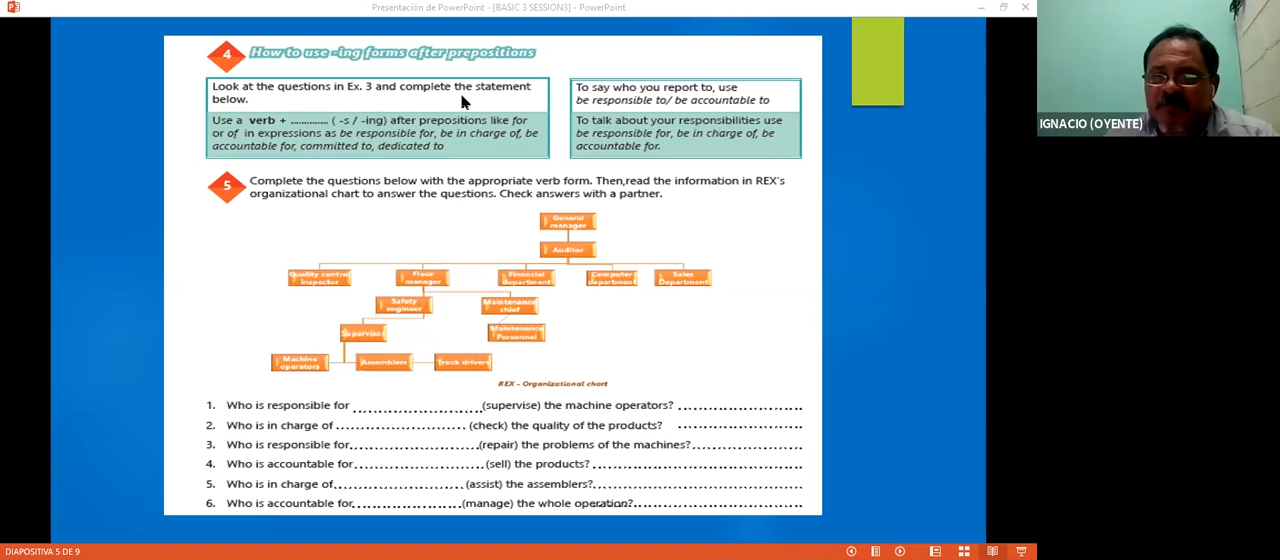 Presentación de PowerPoint - [BASIC 3 SESSION3] - PowerPoint
4 How to use -ing forms after prepositions
Look at the questions in Ex. 3 and complete the statement
below.
Use a verb + .............. ( -s / -ing) after prepositions like for
or of in expressions as be responsible for, be in charge of, be
accountable for, committed to, dedicated to
To say who you report to, use
be responsible to/ be accountable to
To talk about your responsibilities use
be responsible for, be in charge of, be
accountable for.
IGNACIO (OYENTE)
5 Complete the questions below with the appropriate verb form. Then,read the information in REX's
organizational chart to answer the questions. Check answers with a partner.
General
manager
Auditor
Quality control
Inspector
Floor
manager
Financial
department
Computer
department
Sales
Department
Safety
engineer
Maintenance
chief
Supervisor
Maintenance
Personnel
Machine
operators
Assemblers
Truck drivers
REX - Organizational chart
1. Who is responsible for ........................(supervise) the machine operators? ........................
2. Who is in charge of ........................ (check) the quality of the products? ........................
3. Who is responsible for........................(repair) the problems of the machines?........................
4. Who is accountable for........................ (sell) the products?........................
5. Who is in charge of........................ (assist) the assemblers?........................
6. Who is accountable for........................(manage) the whole operation?........................
DIAPOSITIVA 5 DE 9